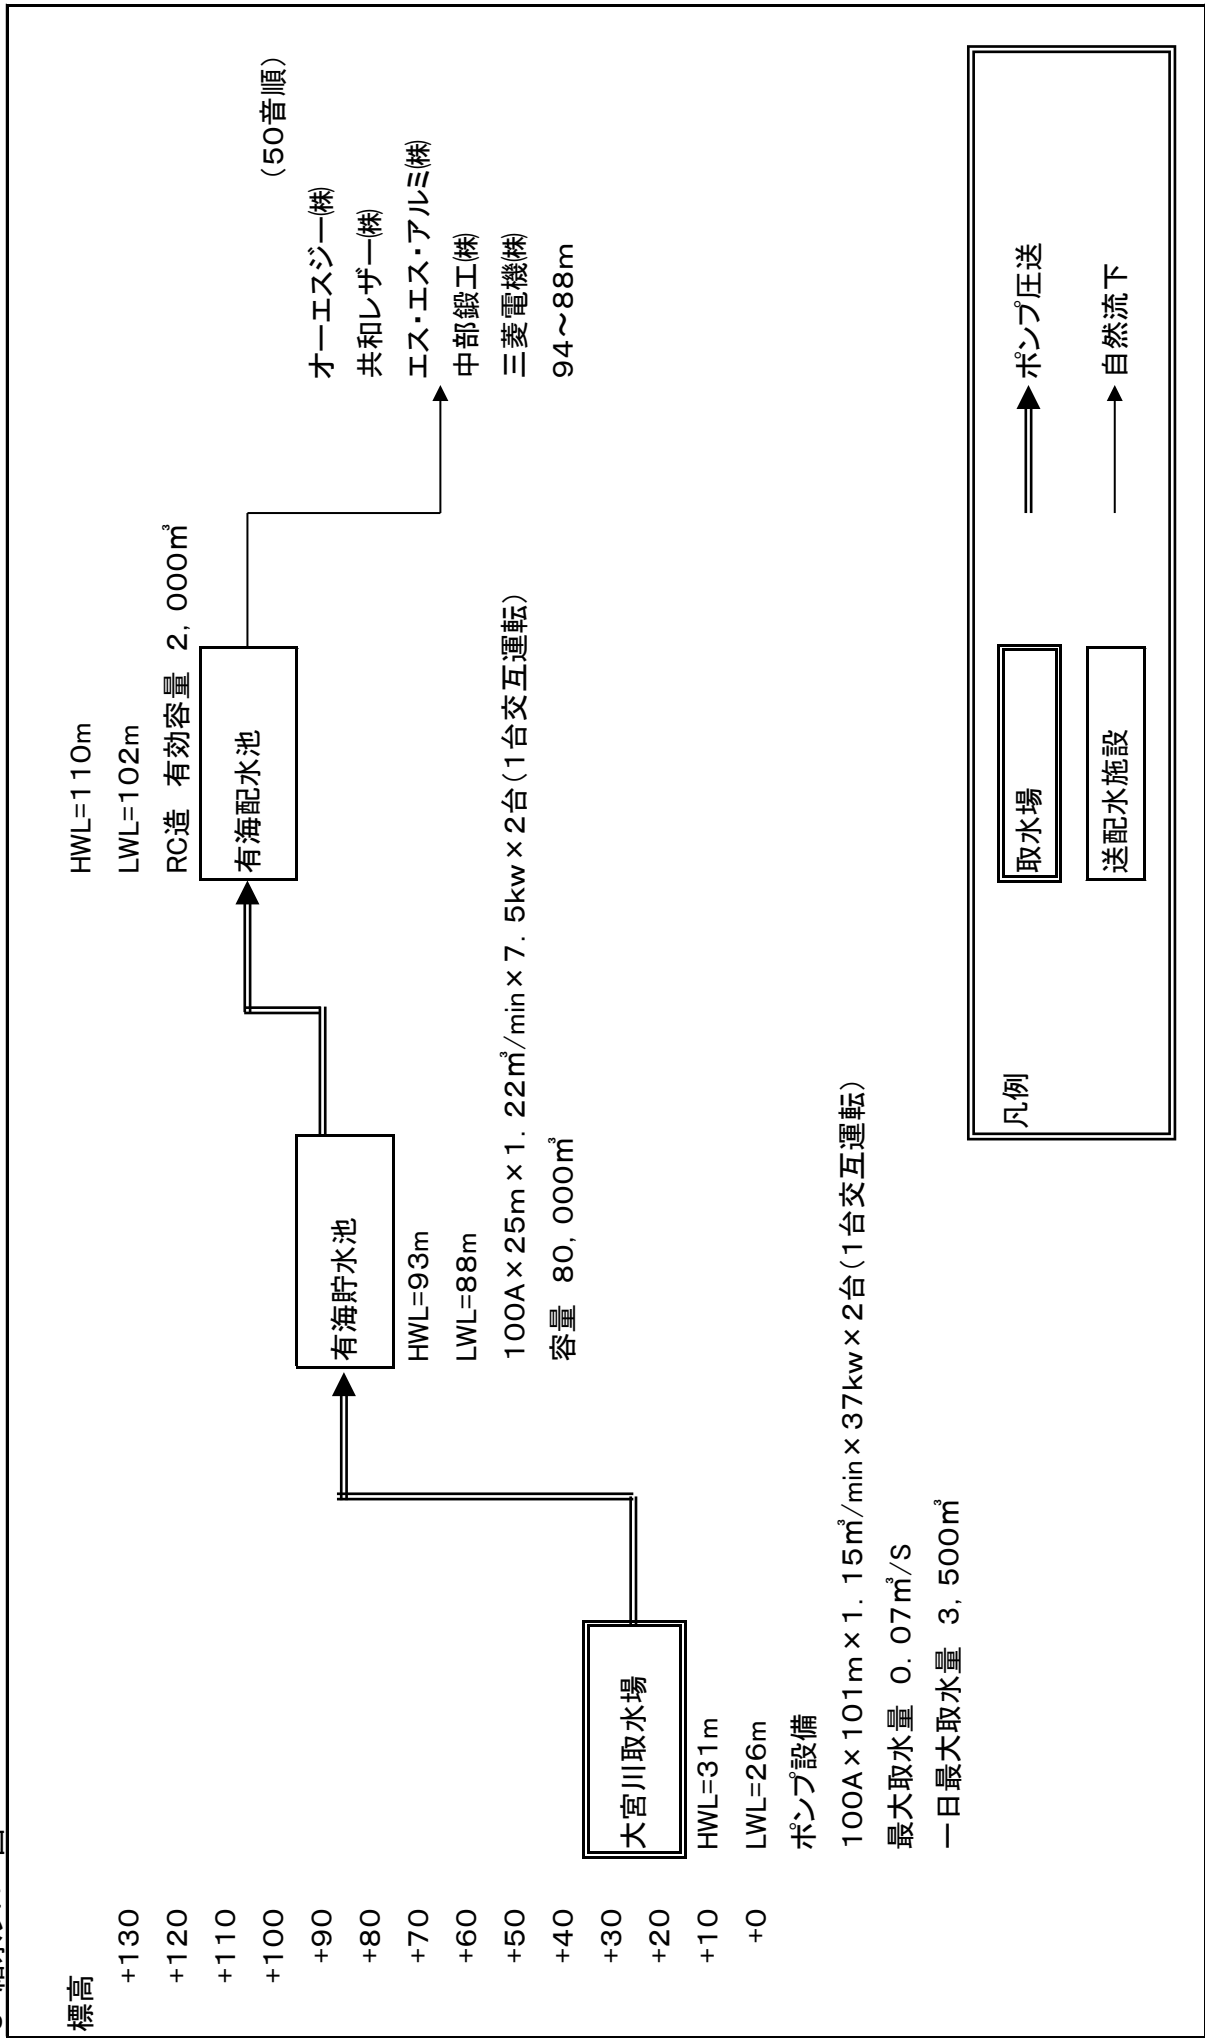 標高
+130
+120
+110
+100
+90
+80
+70
+60
+50
+40
+30
+20
+10
+0
大宮川取水場
HWL=31m
LWL=26m
ポンプ設備
100A×101m×1.15㎥/min×37kw×2台(1台交互運転)
最大取水量 0.07㎥/S
一日最大取水量 3,500㎥
有海貯水池
HWL=93m
LWL=88m
100A×25m×1.22㎥/min×7.5kw×2台(1台交互運転)
容量 80,000㎥
HWL=110m
LWL=102m
RC造 有効容量 2,000㎥
有海配水池
(50音順)
オーエスジー㈱
共和レザー㈱
エス・エス・アルミ㈱
中部鍛工㈱
三菱電機㈱
94~88m
凡例
取水場
ポンプ圧送
送配水施設
自然流下